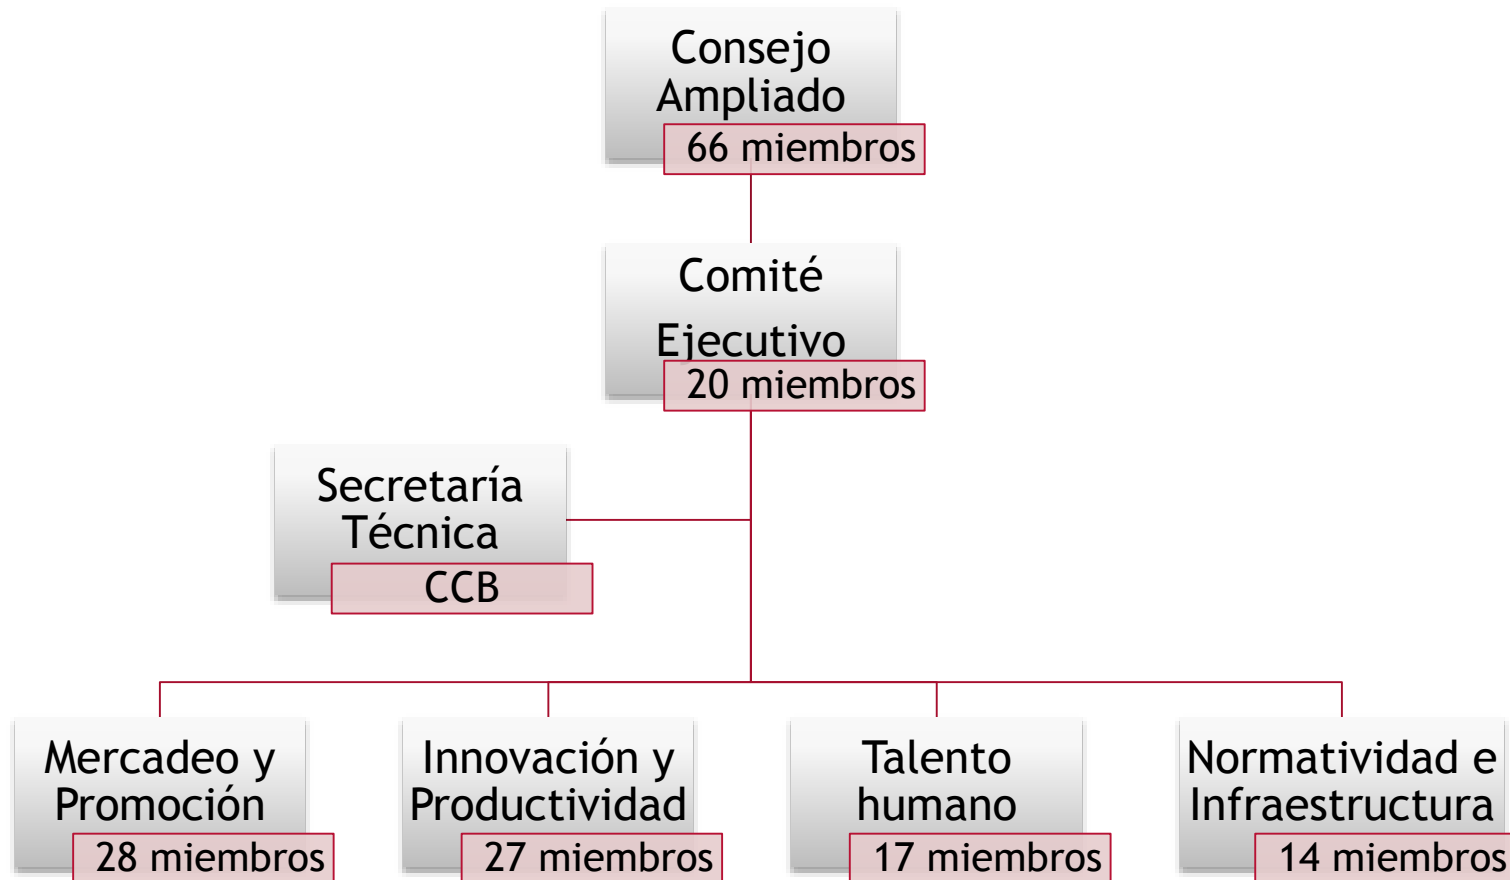 Consejo
Ampliado
66 miembros
Comité
Ejecutivo
20 miembros
Secretaría
Técnica
CCB
Mercadeo y
Promoción
28 miembros
Innovación y
Productividad
27 miembros
Talento
humano
17 miembros
Normatividad e
Infraestructura
14 miembros